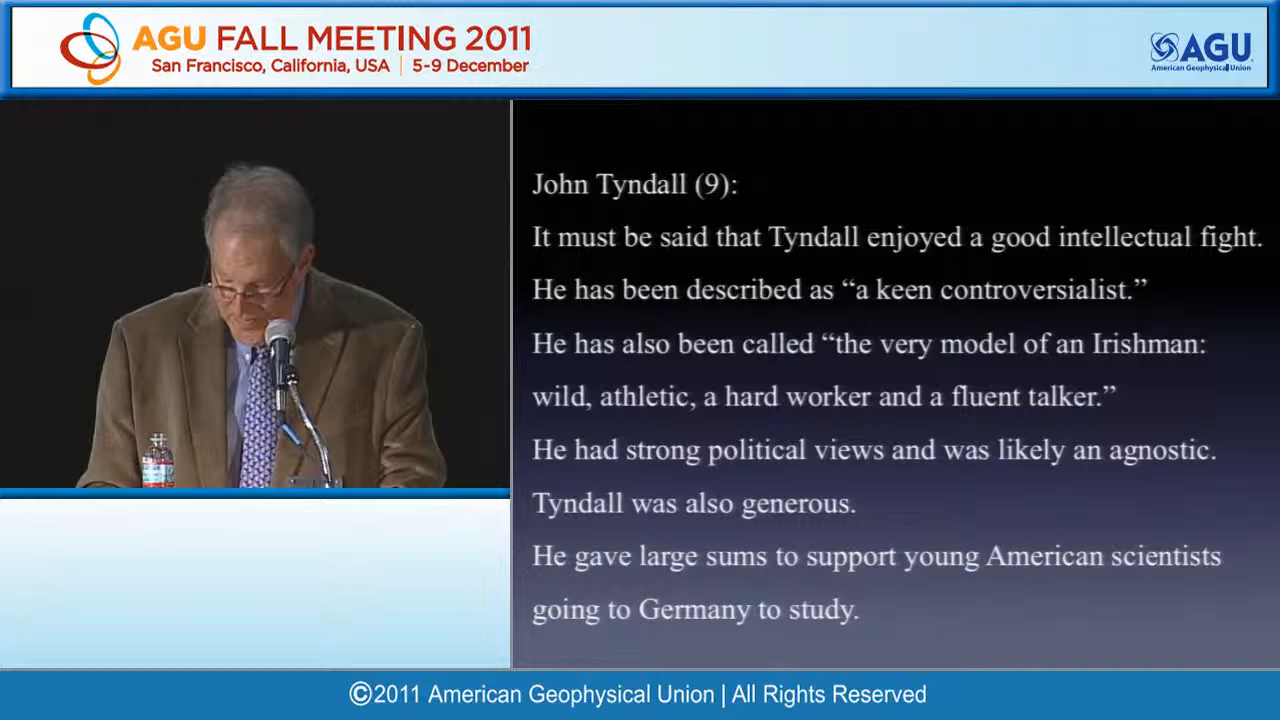 AGU FALL MEETING 2011
San Francisco, California, USA | 5-9 December
AGU
American Geophysical Union
John Tyndall (9):
It must be said that Tyndall enjoyed a good intellectual fight.
He has been described as “a keen controversialist.”
He has also been called “the very model of an Irishman:
wild, athletic, a hard worker and a fluent talker.”
He had strong political views and was likely an agnostic.
Tyndall was also generous.
He gave large sums to support young American scientists
going to Germany to study.
©2011 American Geophysical Union | All Rights Reserved